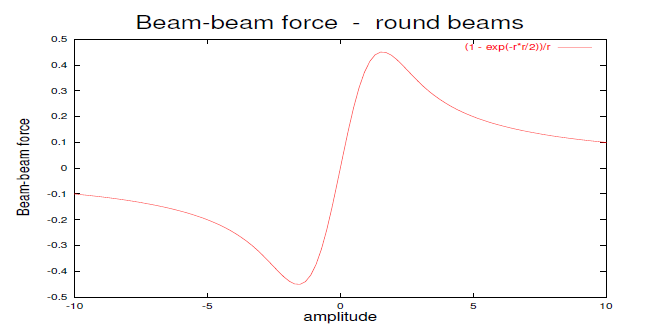 Beam-beam force - round beams
(1 - exp(-r*r/2))/r
Beam-beam force
0.5
0.4
0.3
0.2
0.1
0
-0.1
-0.2
-0.3
-0.4
-0.5
-10 -5 0 5 10
amplitude